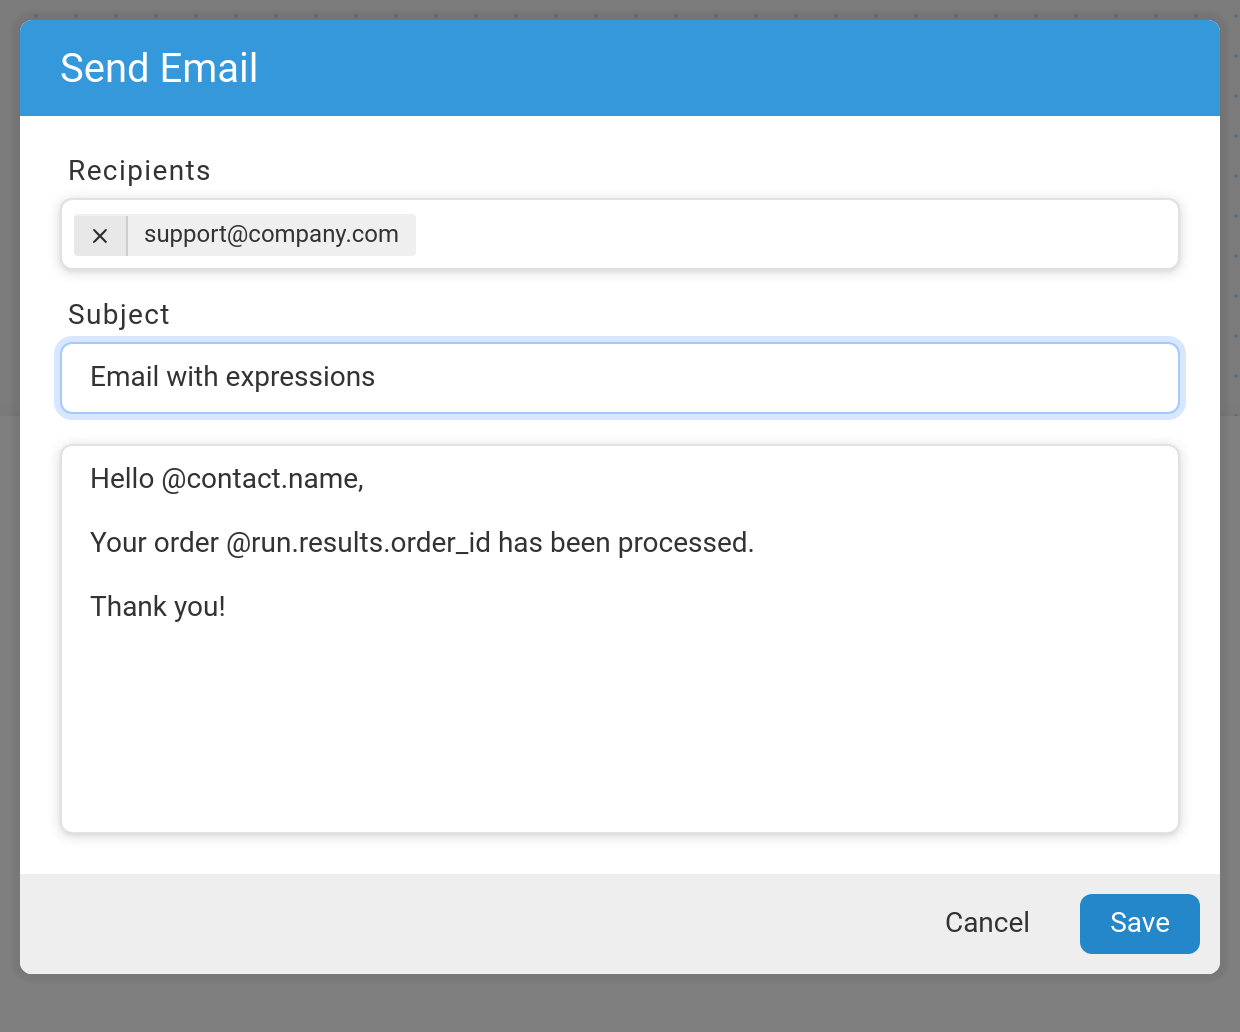 Send Email
Recipients
support@company.com
Subject
Email with expressions
Hello @contact.name,
Your order @run.results.order_id has been processed.
Thank you!
Cancel
Save